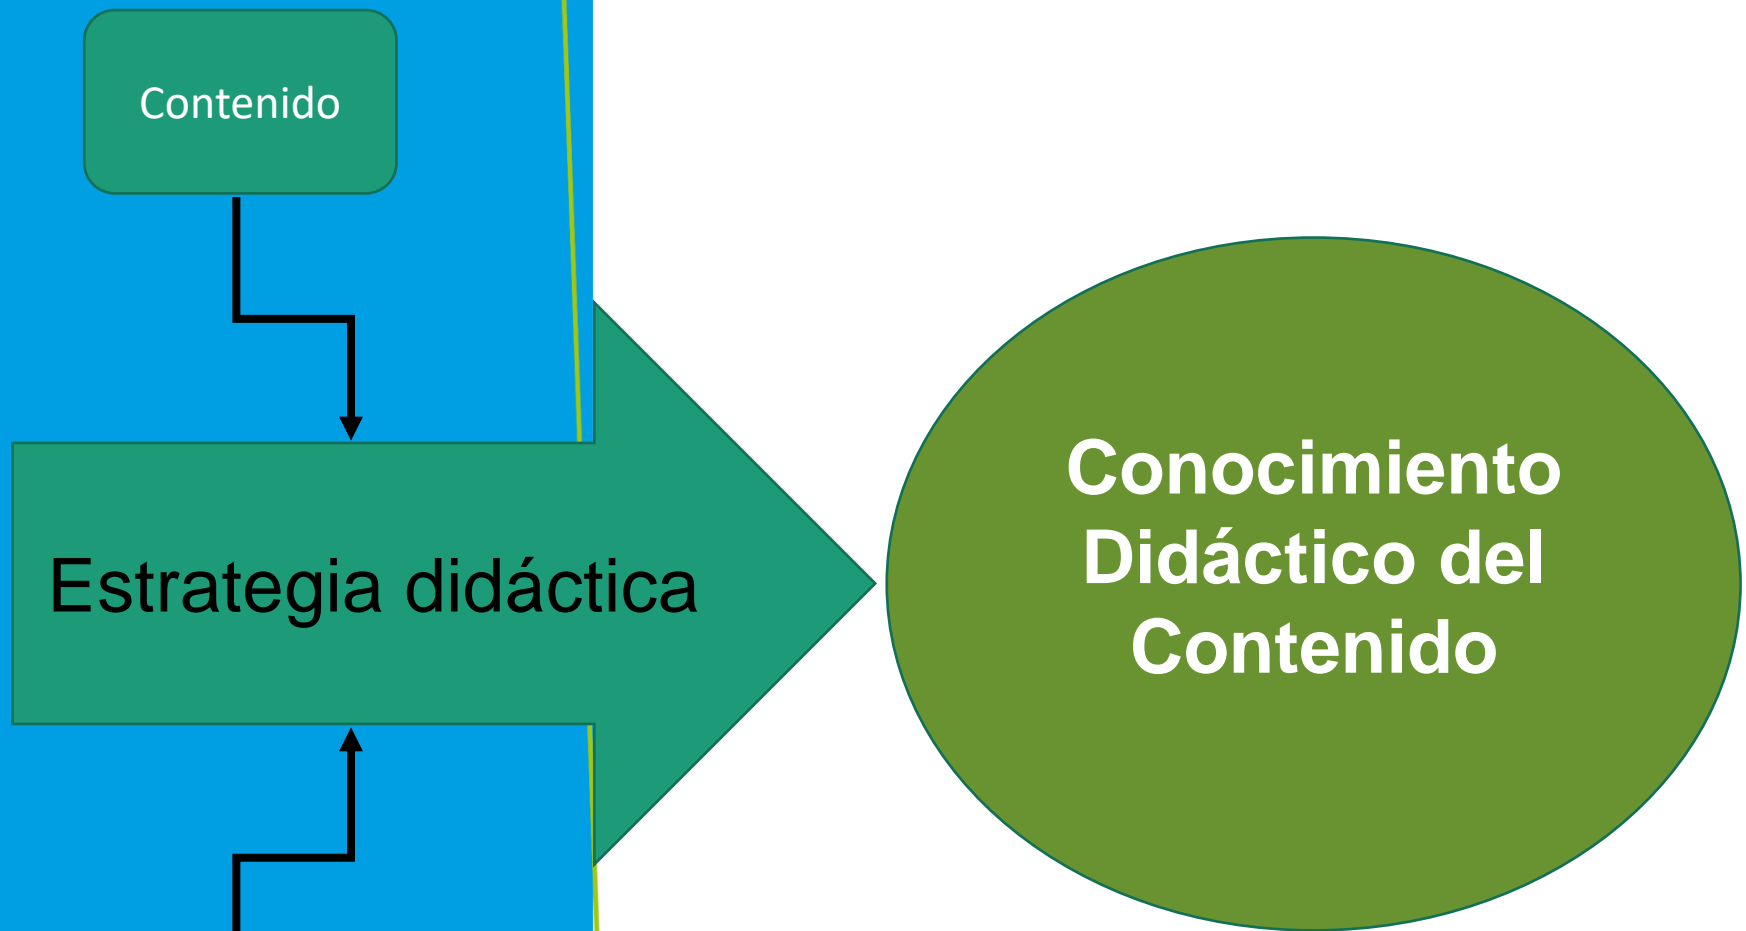 Contenido
Estrategia didáctica
Conocimiento
Didáctico del
Contenido